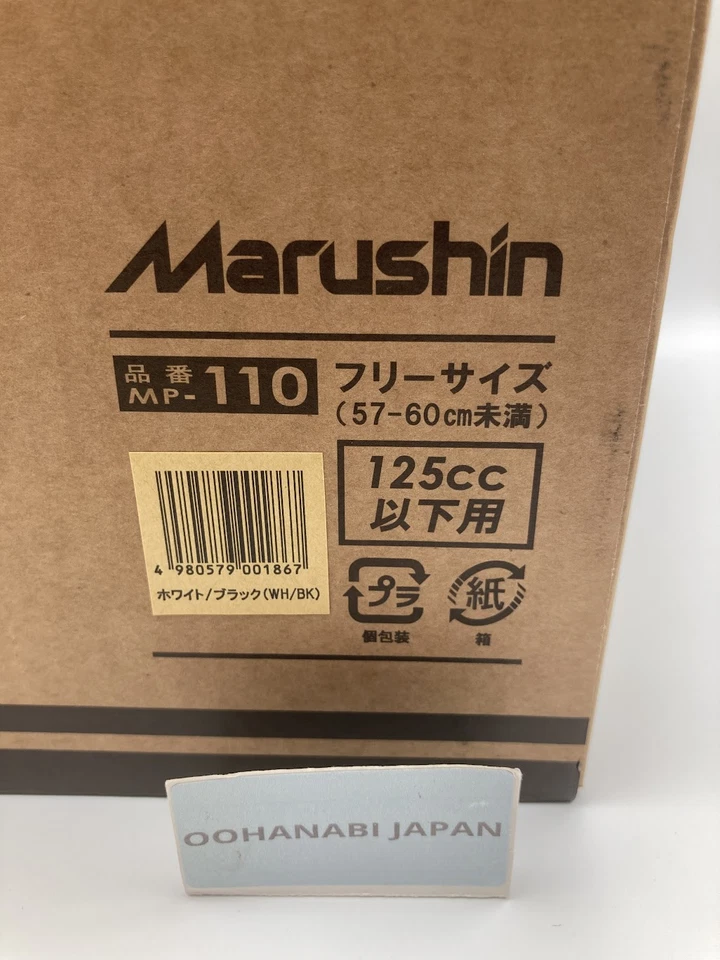 Marushin
品番
MP-110
フリーサイズ
(57-60cm未満)
125cc
以下用
4 980579 001867
ホワイト/ブラック(WH/BK)
プラ
個包装
紙
箱
OOHANABI JAPAN